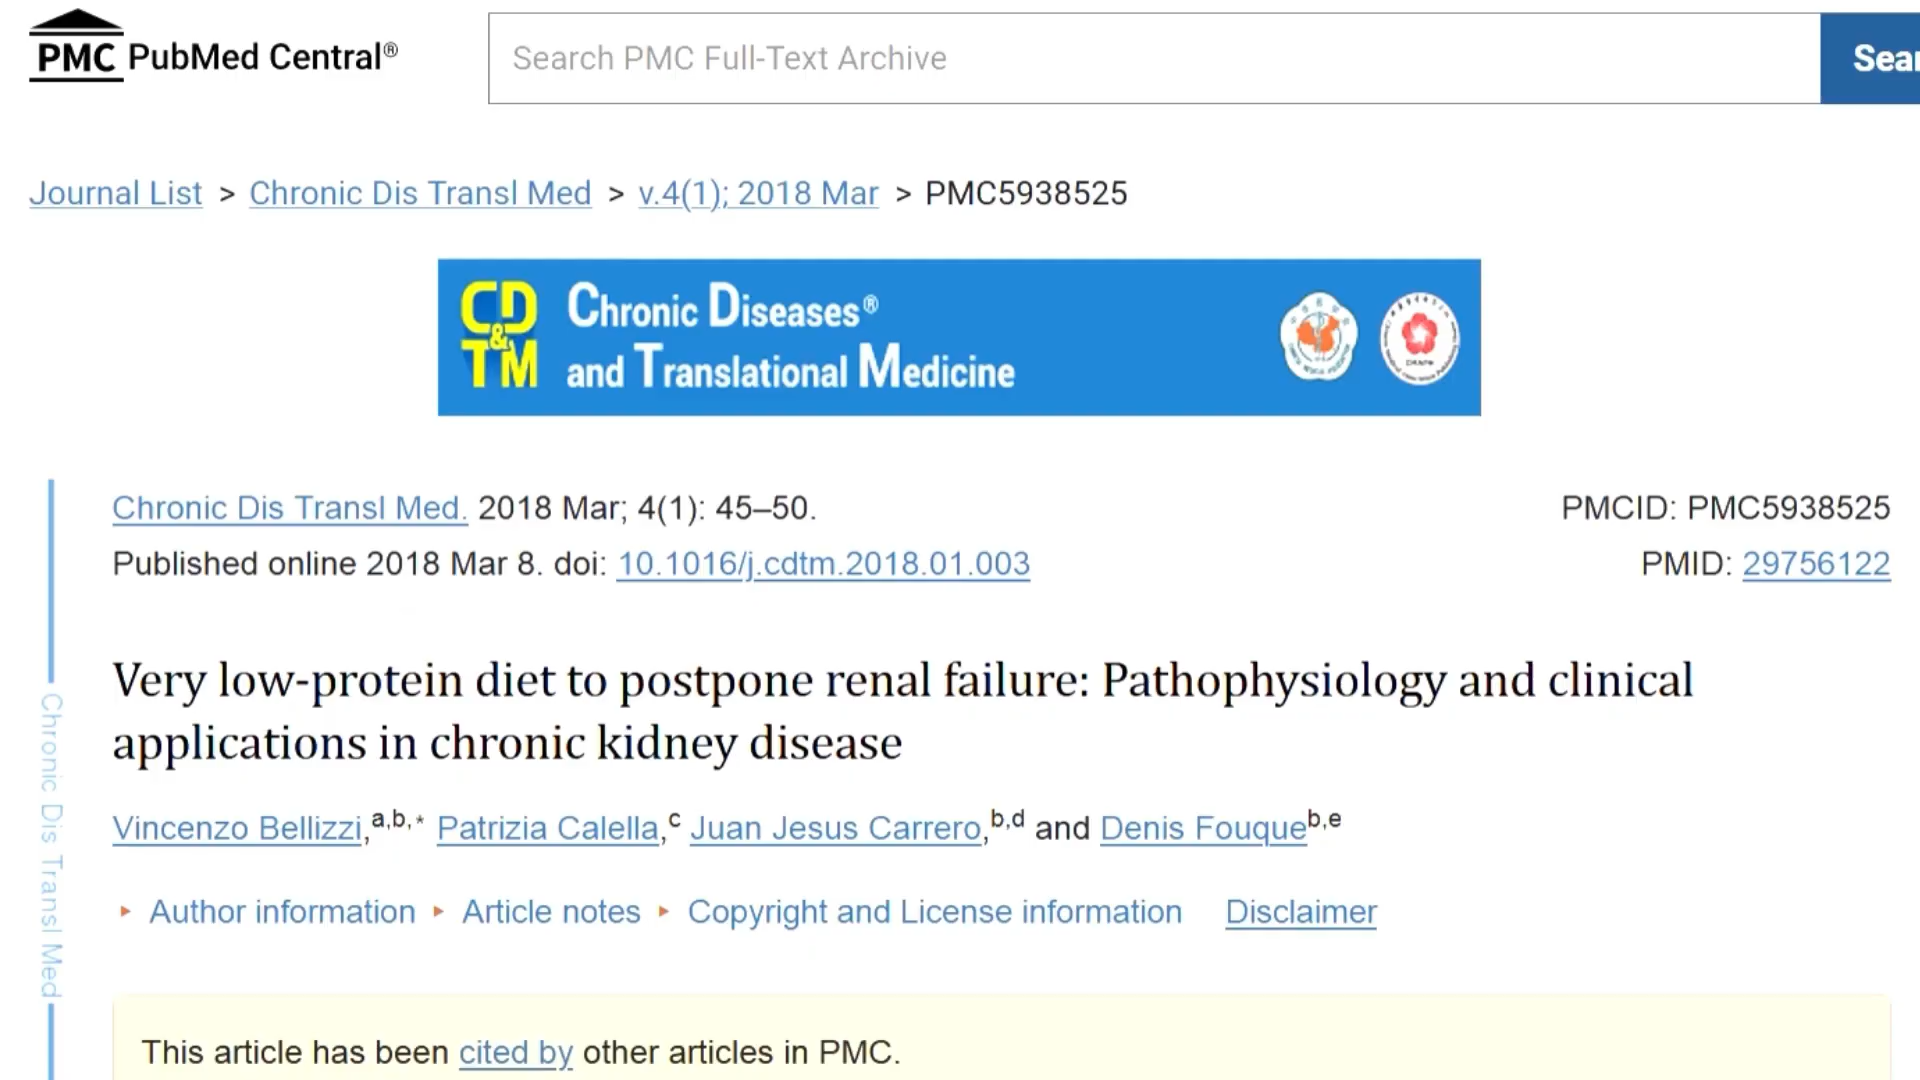 PMC PubMed Central®
Search PMC Full-Text Archive
Sear
Journal List > Chronic Dis Transl Med > v.4(1); 2018 Mar > PMC5938525
CD
&
TM
Chronic Diseases®
and Translational Medicine
Chronic Dis Transl Med. 2018 Mar; 4(1): 45–50.
PMCID: PMC5938525
Published online 2018 Mar 8. doi: 10.1016/j.cdtm.2018.01.003
PMID: 29756122
Very low-protein diet to postpone renal failure: Pathophysiology and clinical
applications in chronic kidney disease
Vincenzo Bellizzi,a,b,* Patrizia Calella,c Juan Jesus Carrero,b,d and Denis Fouqueb,e
▸ Author information ▸ Article notes ▸ Copyright and License information Disclaimer
Chronic Dis Transl Med
This article has been cited by other articles in PMC.